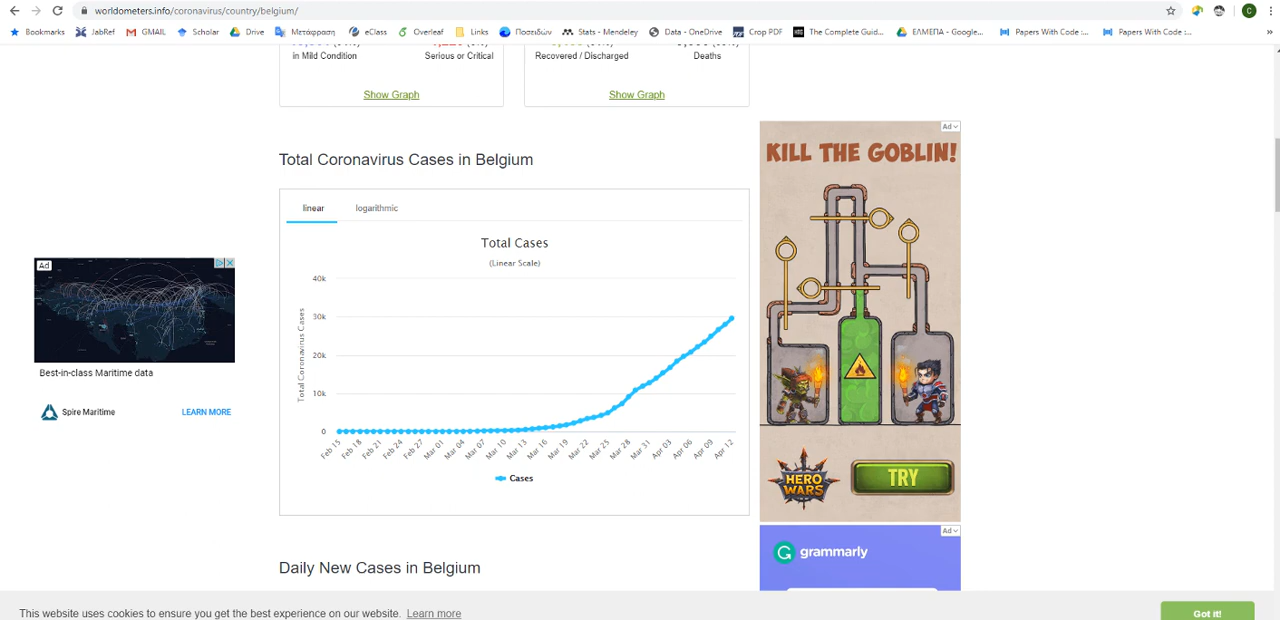 worldometers.info/coronavirus/country/belgium/
C
Bookmarks JabRef GMAIL Scholar Drive Μετάφραση eClass Overleaf Links Ποσειδών Stats - Mendeley Data - OneDrive Crop PDF The Complete Guid... ΕΛΜΕΠΑ - Google... Papers With Code :... Papers With Code :... »
in Mild Condition Serious or Critical Recovered / Discharged Deaths
Show Graph Show Graph
Total Coronavirus Cases in Belgium
linear logarithmic
Total Cases
(Linear Scale)
Total Coronavirus Cases
40k
30k
20k
10k
0
Feb 15 Feb 18 Feb 21 Feb 24 Feb 27 Mar 01 Mar 04 Mar 07 Mar 10 Mar 13 Mar 16 Mar 19 Mar 22 Mar 25 Mar 28 Mar 31 Apr 03 Apr 06 Apr 09 Apr 12
Cases
Daily New Cases in Belgium
Ad
Best-in-class Maritime data
Spire Maritime LEARN MORE
Ad
KILL THE GOBLIN!
HERO
WARS
TRY
Ad
grammarly
This website uses cookies to ensure you get the best experience on our website. Learn more
Got it!